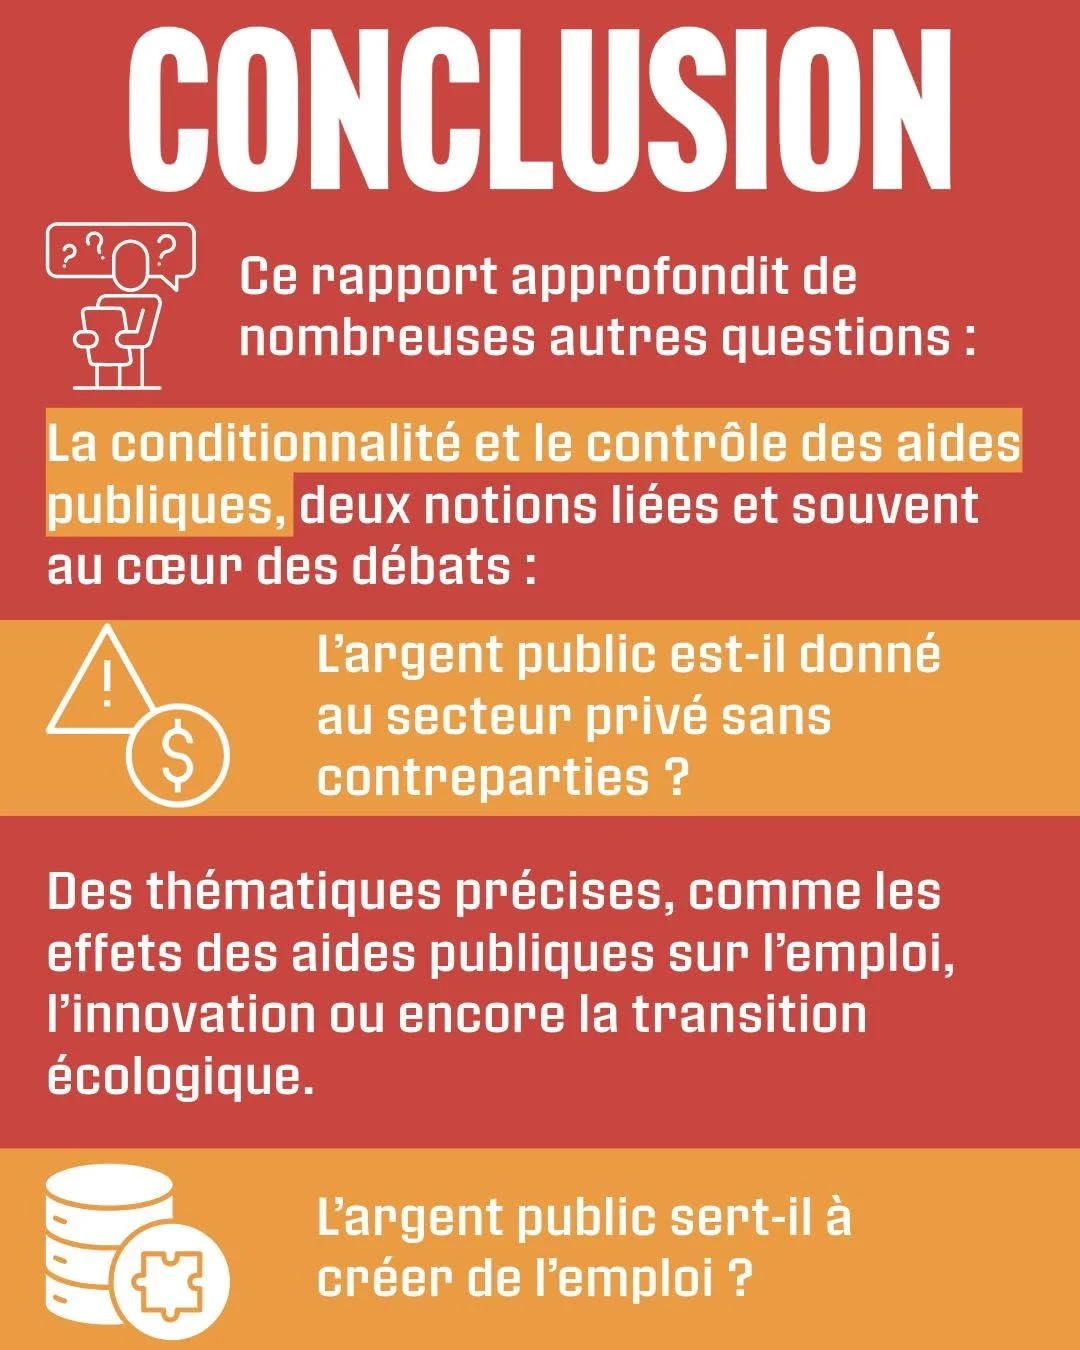 CONCLUSION
? ? ?
Ce rapport approfondit de
nombreuses autres questions :
La conditionnalité et le contrôle des aides
publiques, deux notions liées et souvent
au cœur des débats :
!
$
L'argent public est-il donné
au secteur privé sans
contreparties ?
Des thématiques précises, comme les
effets des aides publiques sur l'emploi,
l'innovation ou encore la transition
écologique.
L'argent public sert-il à
créer de l'emploi ?